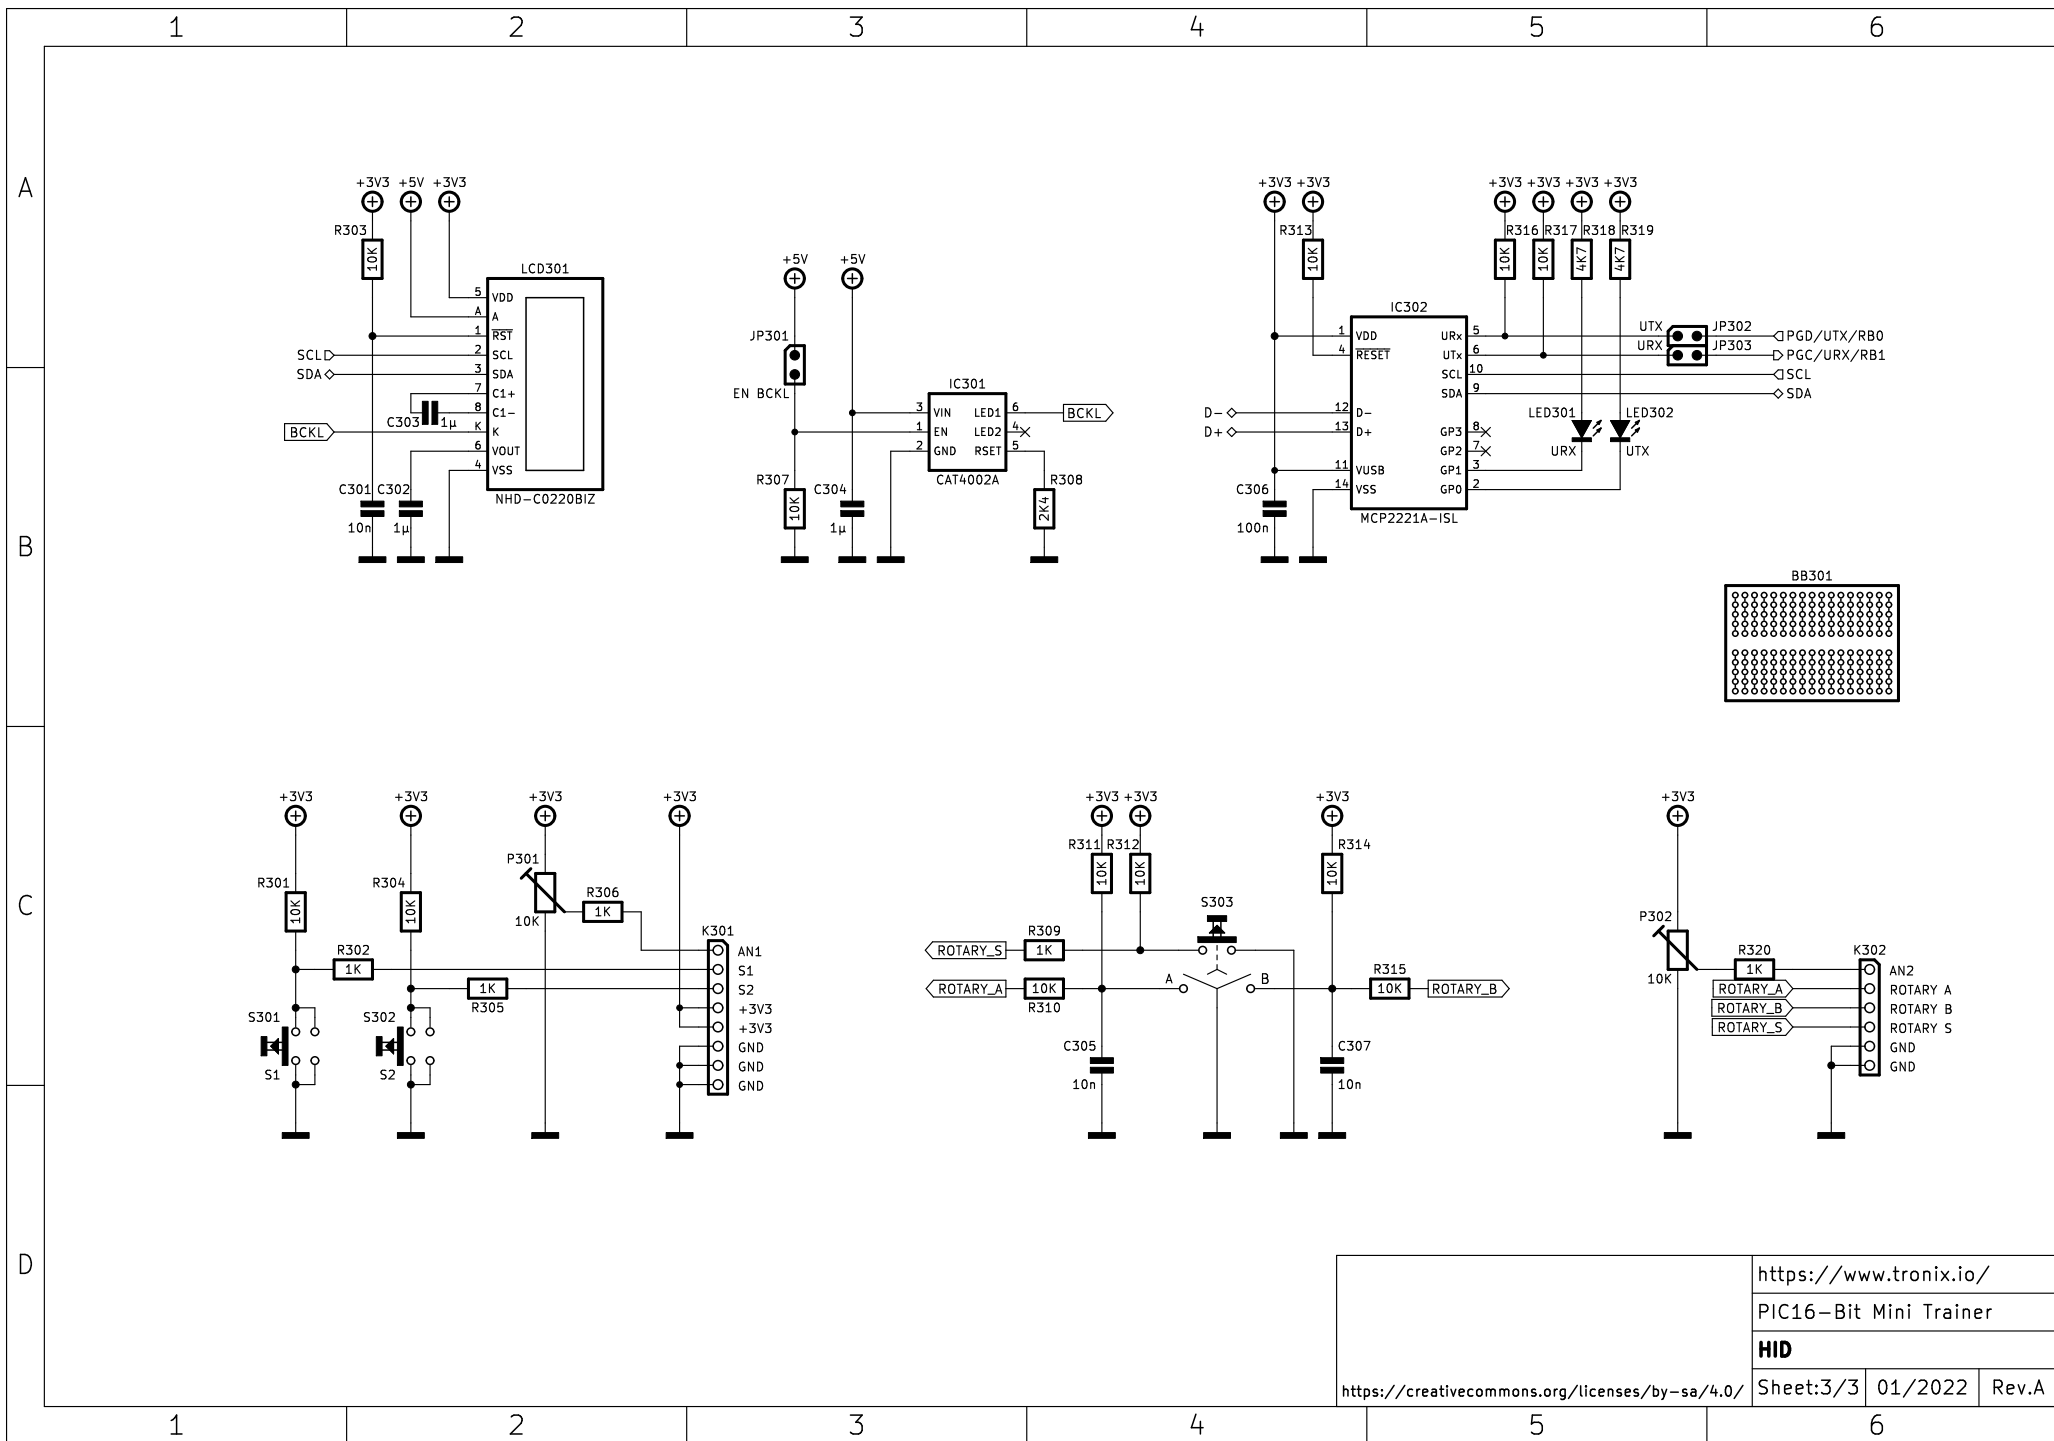 1 2 3 4 5 6
A
+3V3 +5V +3V3
R303
10K
LCD301
5 VDD
A A
1 RST
SCL 2 SCL
SDA 3 SDA
7 C1+
8 C1-
C303 1µ
BCKL K K
6 VOUT
4 VSS
C301 C302
10n 1µ
NHD-C0220BIZ
+5V +5V
JP301
EN BCKL
IC301
3 VIN LED1 6 BCKL
1 EN LED2 4
2 GND RSET 5
CAT4002A
R307 C304 R308
10K 1µ 2K4
+3V3 +3V3
R313
10K
+3V3 +3V3 +3V3 +3V3
R316 R317 R318 R319
10K 10K 4K7 4K7
IC302
1 VDD URx 5
4 RESET UTx 6
SCL 10
SDA 9
D- 12 D-
D+ 13 D+
GP3 8
GP2 7
11 VUSB GP1 3
14 VSS GP0 2
MCP2221A-ISL
C306
100n
UTX JP302 PGD/UTX/RB0
URX JP303 PGC/URX/RB1
SCL
SDA
LED301 LED302
URX UTX
B
BB301
C
+3V3 +3V3 +3V3 +3V3
R301 10K
R302 1K
R304 10K
R305 1K
P301 10K
R306 1K
S301 S1
S302 S2
K301
AN1
S1
S2
+3V3
+3V3
GND
GND
GND
+3V3 +3V3 +3V3
R311 R312 R314
10K 10K 10K
S303
ROTARY_S R309 1K
ROTARY_A 10K R310
A B
R315 10K ROTARY_B
C305 C307
10n 10n
+3V3
P302
10K
R320
1K
K302
AN2
ROTARY_A ROTARY A
ROTARY_B ROTARY B
ROTARY_S ROTARY S
GND
GND
D
https://www.tronix.io/
PIC16-Bit Mini Trainer
HID
https://creativecommons.org/licenses/by-sa/4.0/
Sheet:3/3 01/2022 Rev.A
1 2 3 4 5 6